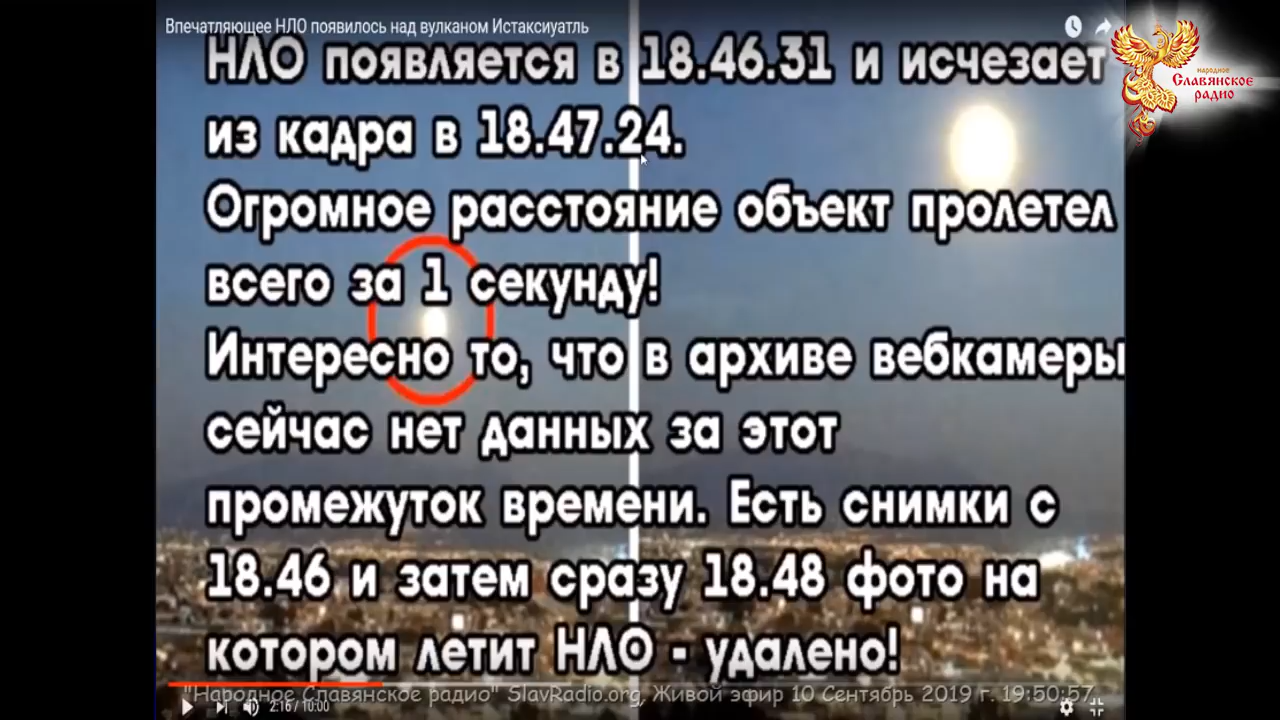 Впечатляющее НЛО появилось над вулканом Истаксиуатль
НЛО появляется в 18.46.31 и исчезает
из кадра в 18.47.24.
Огромное расстояние объект пролетел
всего за 1 секунду!
Интересно то, что в архиве вебкамеры
сейчас нет данных за этот
промежуток времени. Есть снимки с
18.46 и затем сразу 18.48 фото на
котором летит НЛО - удалено!
"Народное Славянское радио" SlavRadio.org, Живой эфир 10 Сентябрь 2019 г. 19:50:57
2:16 / 10:00
народное
Славянское
радио